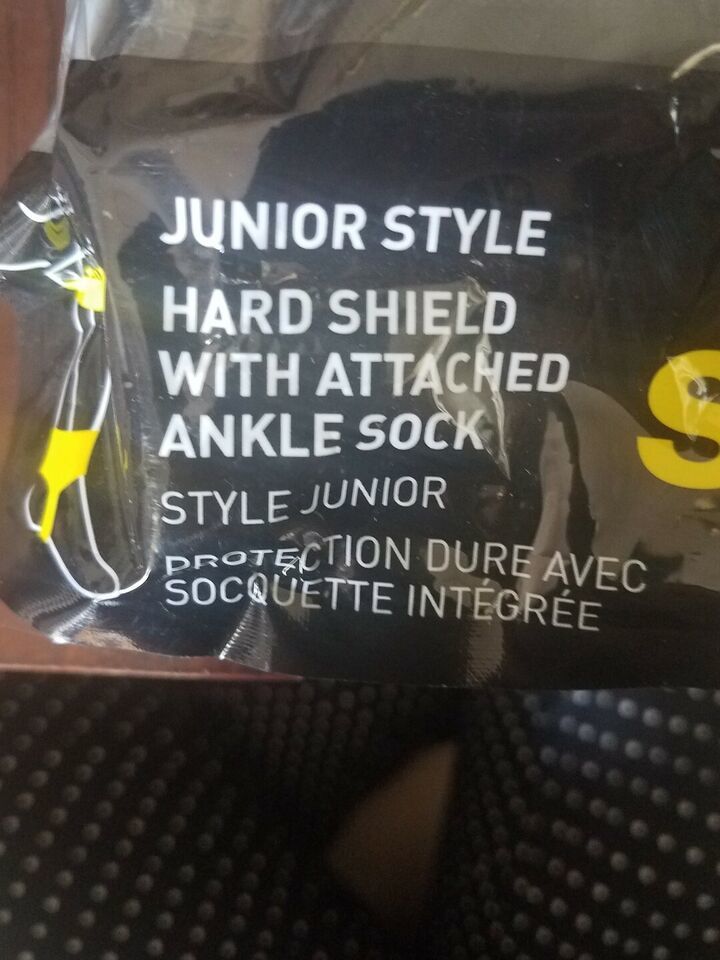 JUNIOR STYLE
HARD SHIELD
WITH ATTACHED
ANKLE SOCK
STYLE JUNIOR
PROTECTION DURE AVEC
SOCQUETTE INTÉGRÉE
S